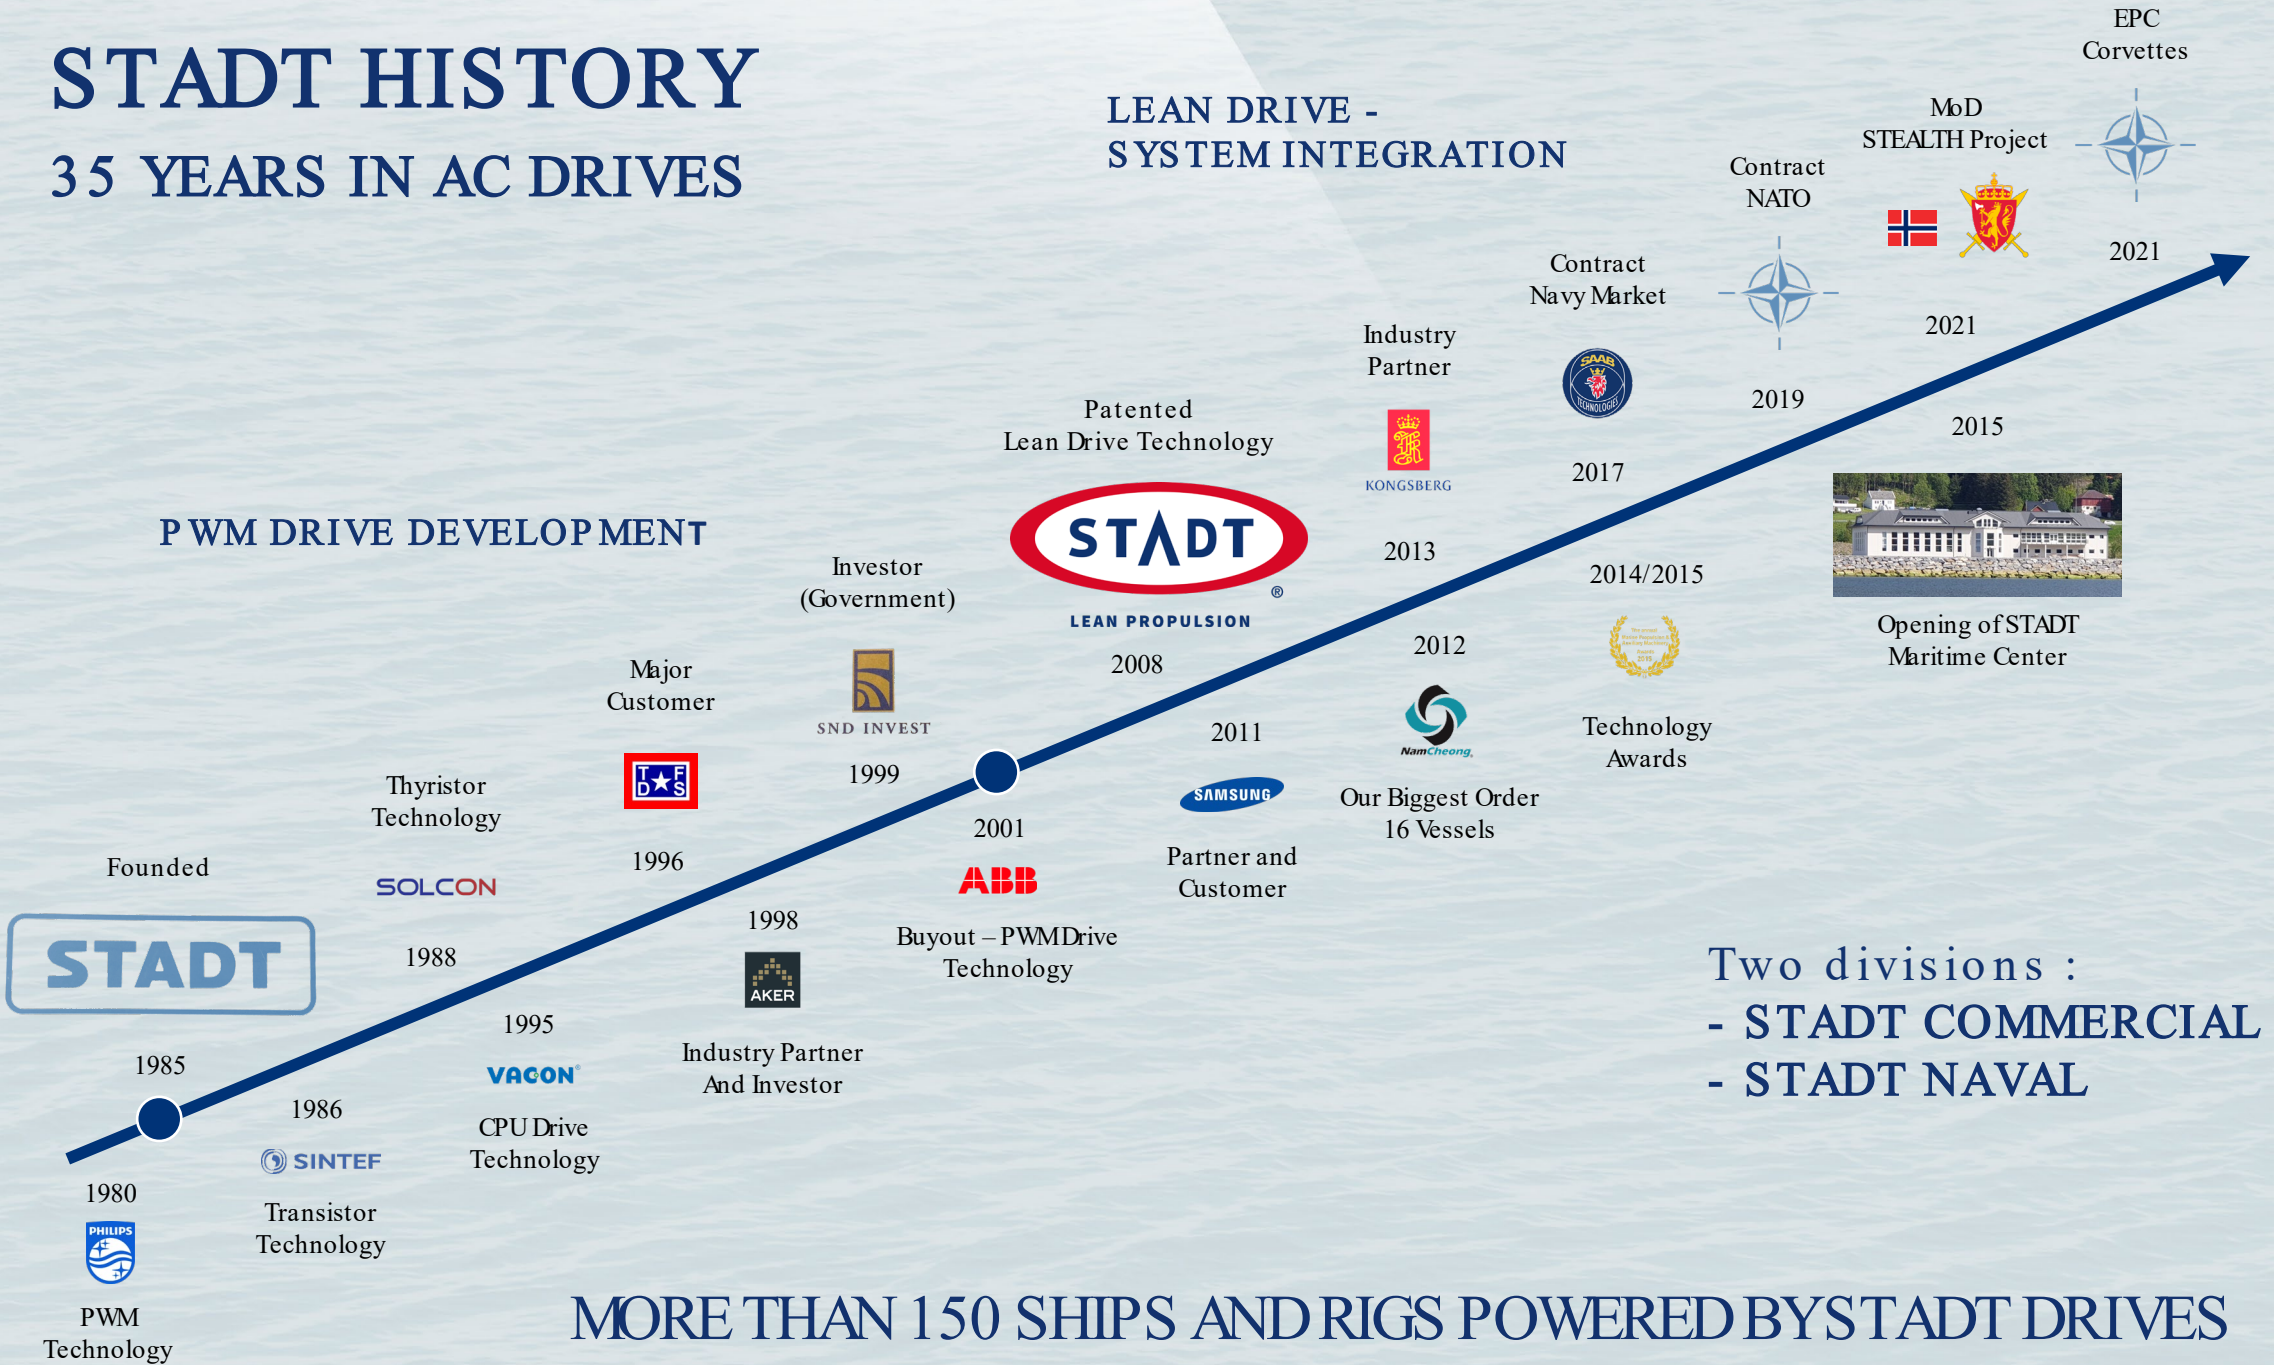 STADT HISTORY
35 YEARS IN AC DRIVES
LEAN DRIVE -
SYSTEM INTEGRATION
PWM DRIVE DEVELOPMENT
PHILIPS
1980
PWM
Technology
Founded
STADT
1985
1986
SINTEF
Transistor
Technology
Thyristor
Technology
SOLCON
1988
1995
VACON
CPU Drive
Technology
Major
Customer
TDFS
1996
1998
AKER
Industry Partner
And Investor
Investor
(Government)
SND INVEST
1999
2001
ABB
Buyout – PWM Drive
Technology
Patented
Lean Drive Technology
STADT
®
LEAN PROPULSION
2008
2011
SAMSUNG
Partner and
Customer
2012
NamCheong
Our Biggest Order
16 Vessels
Industry
Partner
KONGSBERG
2013
2014/2015
Technology
Awards
Contract
Navy Market
SAAB
TECHNOLOGIES
2017
2015
Opening of STADT
Maritime Center
Contract
NATO
2019
MoD
STEALTH Project
2021
EPC
Corvettes
2021
Two divisions :
- STADT COMMERCIAL
- STADT NAVAL
MORE THAN 150 SHIPS AND RIGS POWERED BY STADT DRIVES